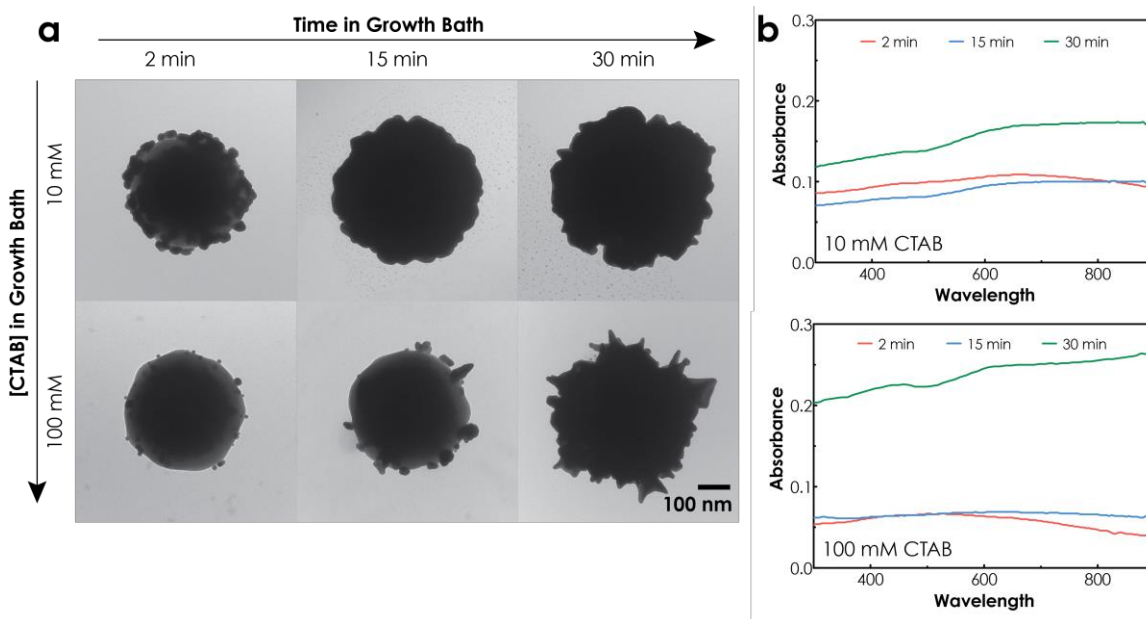 a
Time in Growth Bath
2 min 15 min 30 min
[CTAB] in Growth Bath
10 mM
100 mM
100 nm
b
2 min 15 min 30 min
Absorbance
0.3
0.2
0.1
0.0
10 mM CTAB
400 600 800
Wavelength
2 min 15 min 30 min
Absorbance
0.3
0.2
0.1
0.0
100 mM CTAB
400 600 800
Wavelength